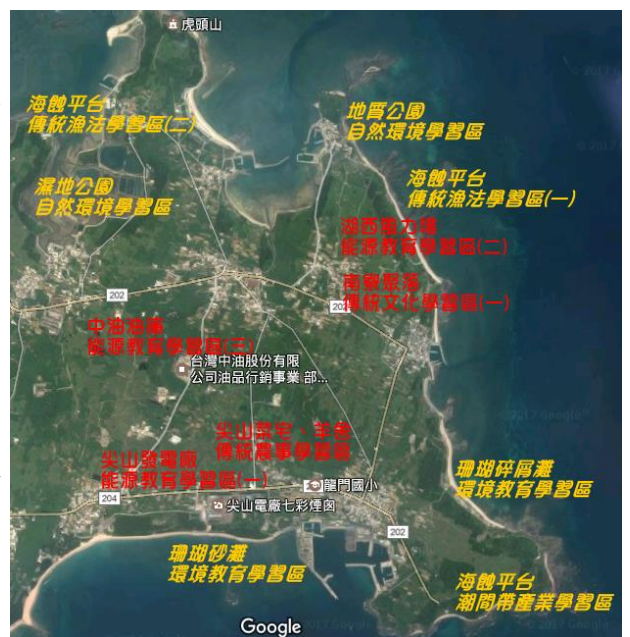 虎頭山
海蝕平台
傳統漁法學習區(二)
地質公園
自然環境學習區
濕地公園
自然環境學習區
海蝕平台
傳統漁法學習區(一)
湖西風力場
能源教育學習區(二)
南寮聚落
傳統文化學習區(一)
202
202
中油油庫
能源教育學習區(三)
台灣中油股份有限
公司油品行銷事業 部...
尖山菜宅、羊舍
傳統農事學習區
尖山發電廠
能源教育學習區(一)
龍門國小
204
尖山電廠七彩煙囪
202
珊瑚碎屑灘
環境教育學習區
珊瑚砂灘
環境教育學習區
海蝕平台
潮間帶產業學習區
Google